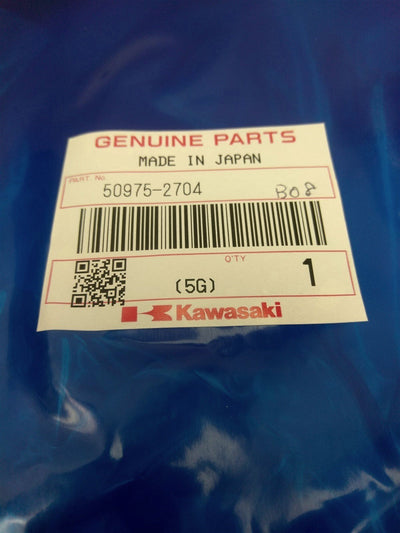 GENUINE PARTS
MADE IN JAPAN
PART No.
50975-2704 B08
Q'TY
(5G) 1
Kawasaki